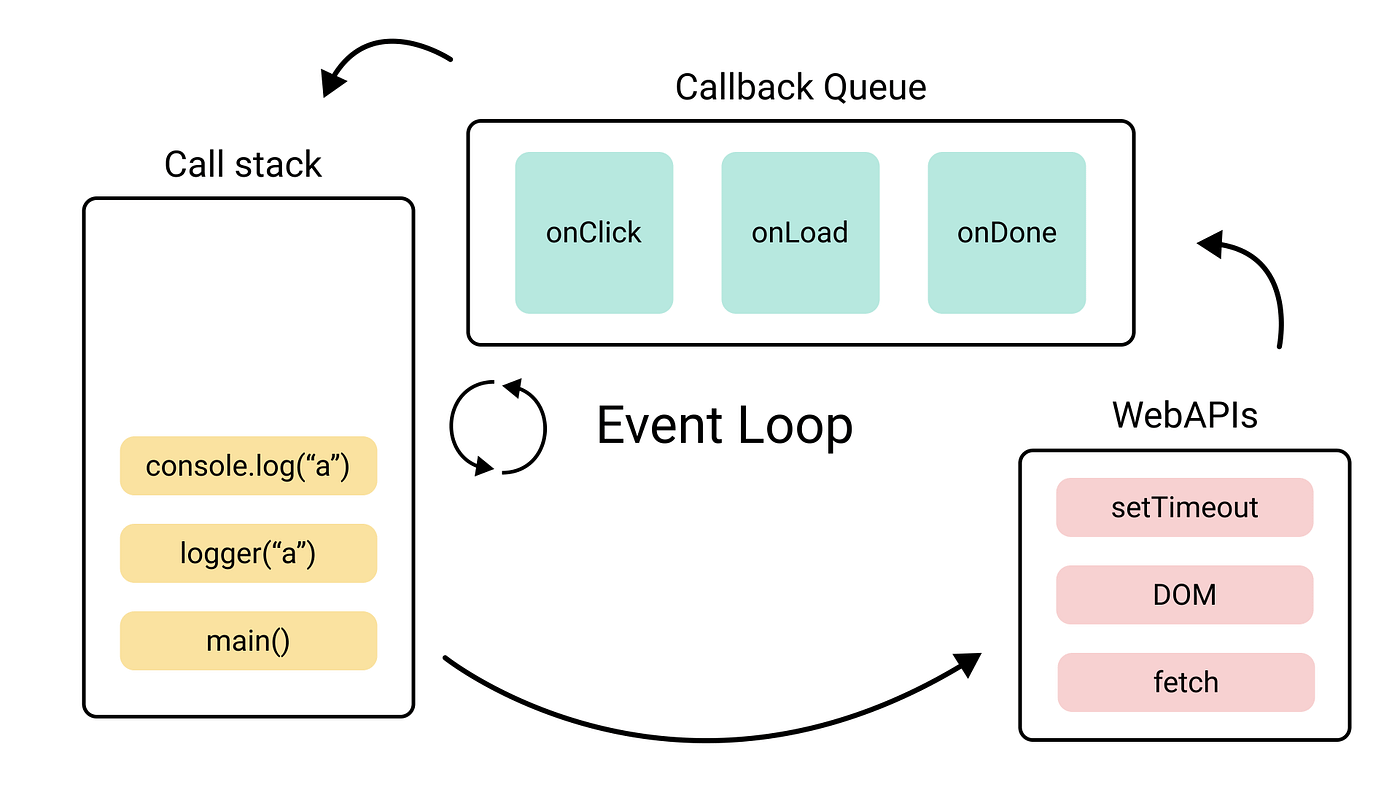 Callback Queue
onClick
onLoad
onDone
Call stack
console.log(“a”)
logger(“a”)
main()
Event Loop
WebAPIs
setTimeout
DOM
fetch